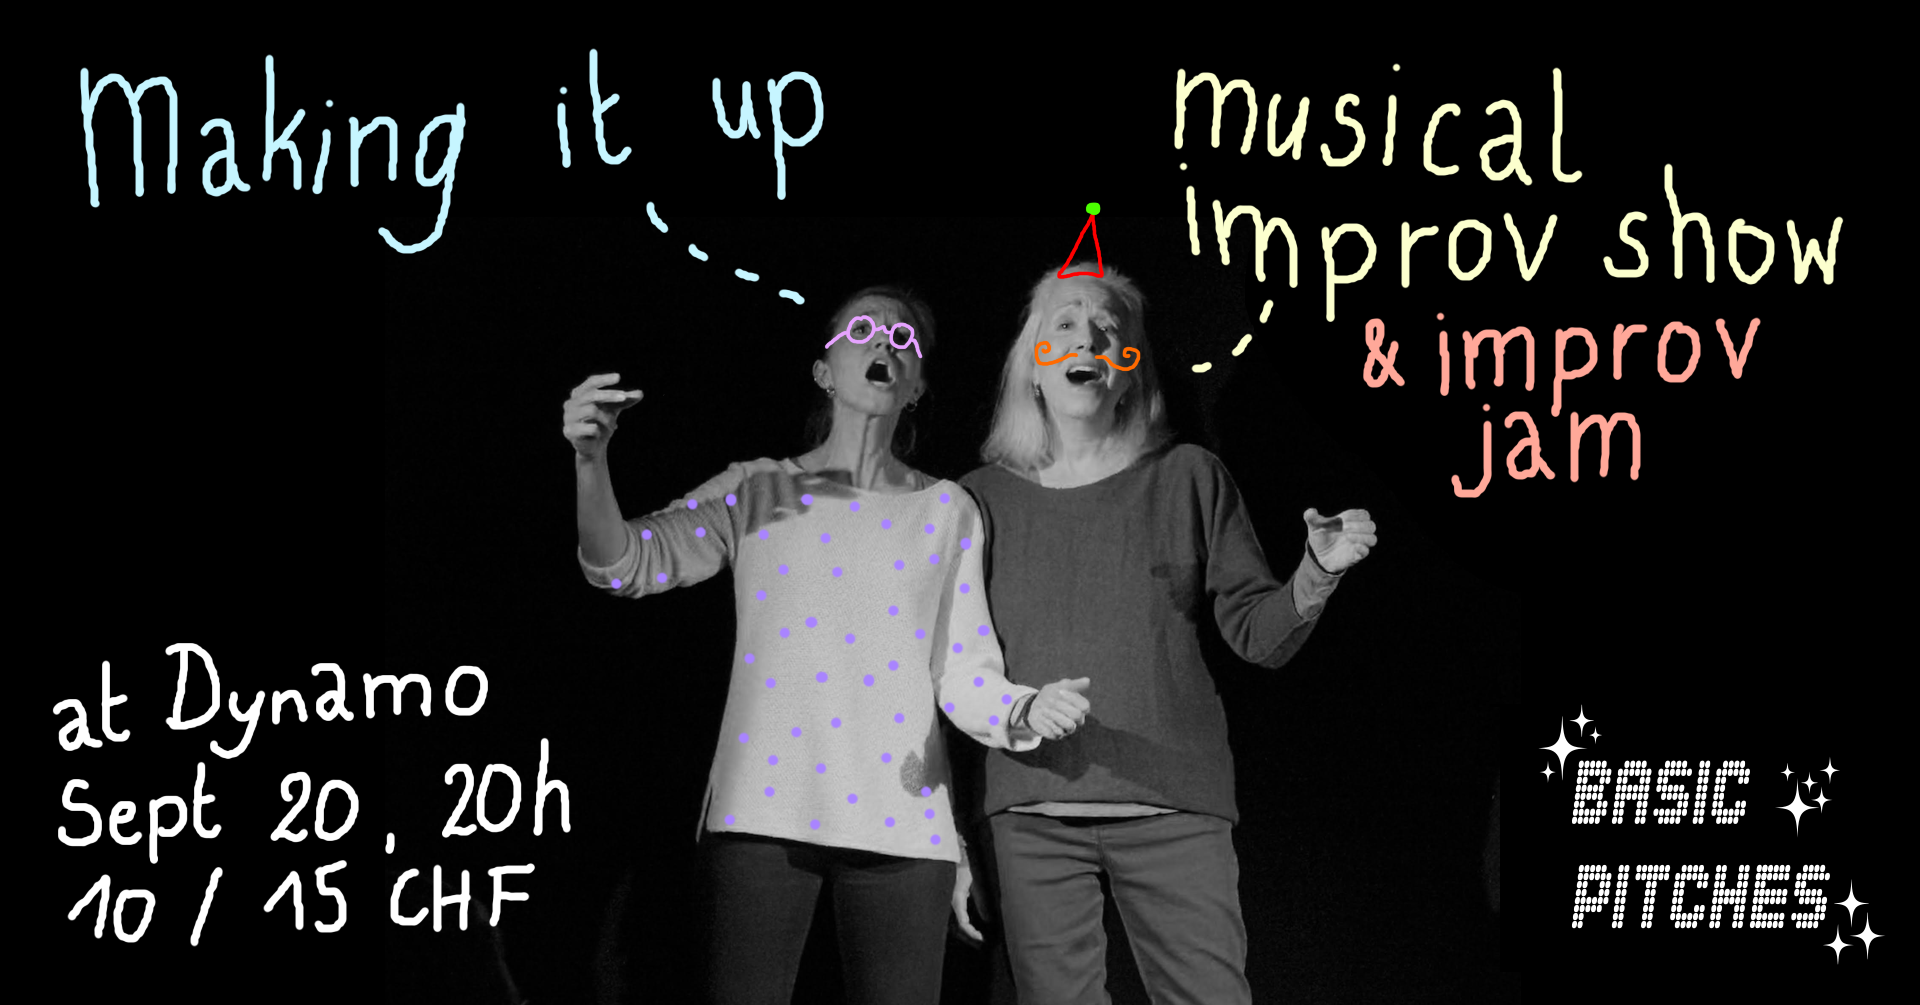 Making it up
musical
improv show
& improv
jam
at Dynamo
Sept 20, 20h
10 / 15 CHF
BASIC
PITCHES